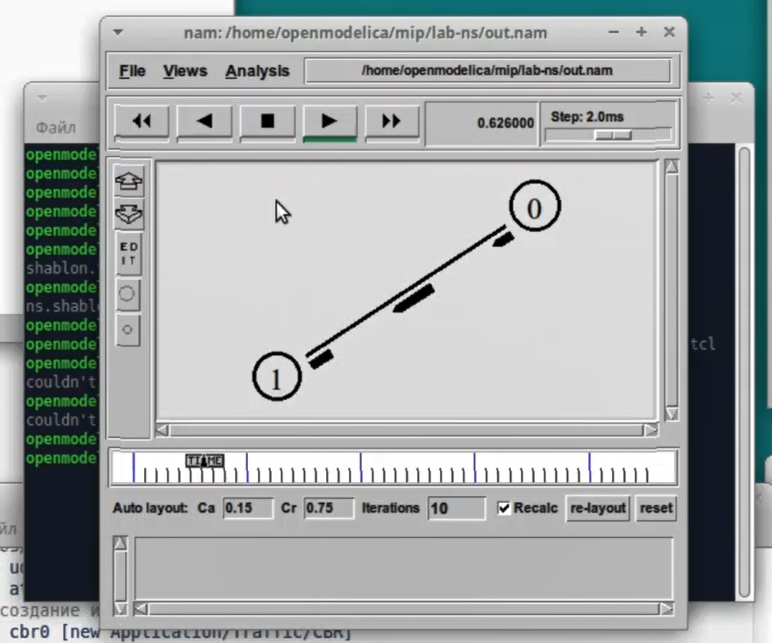 nam: /home/openmodelica/mip/lab-ns/out.nam
File Views Analysis /home/openmodelica/mip/lab-ns/out.nam
0.626000 Step: 2.0ms
Файл
openmode
openmode
openmode
openmode
openmode
openmode
shablon.
openmode
ns.shabl
openmode
openmode tcl
openmode
couldn't
openmode
couldn't
openmode
openmode
ED
IT
0
1
TIME
Auto layout: Ca 0.15 Cr 0.75 Iterations 10 Recalc re-layout reset
создание и
cbr0 [new Application/Traffic/CBR]